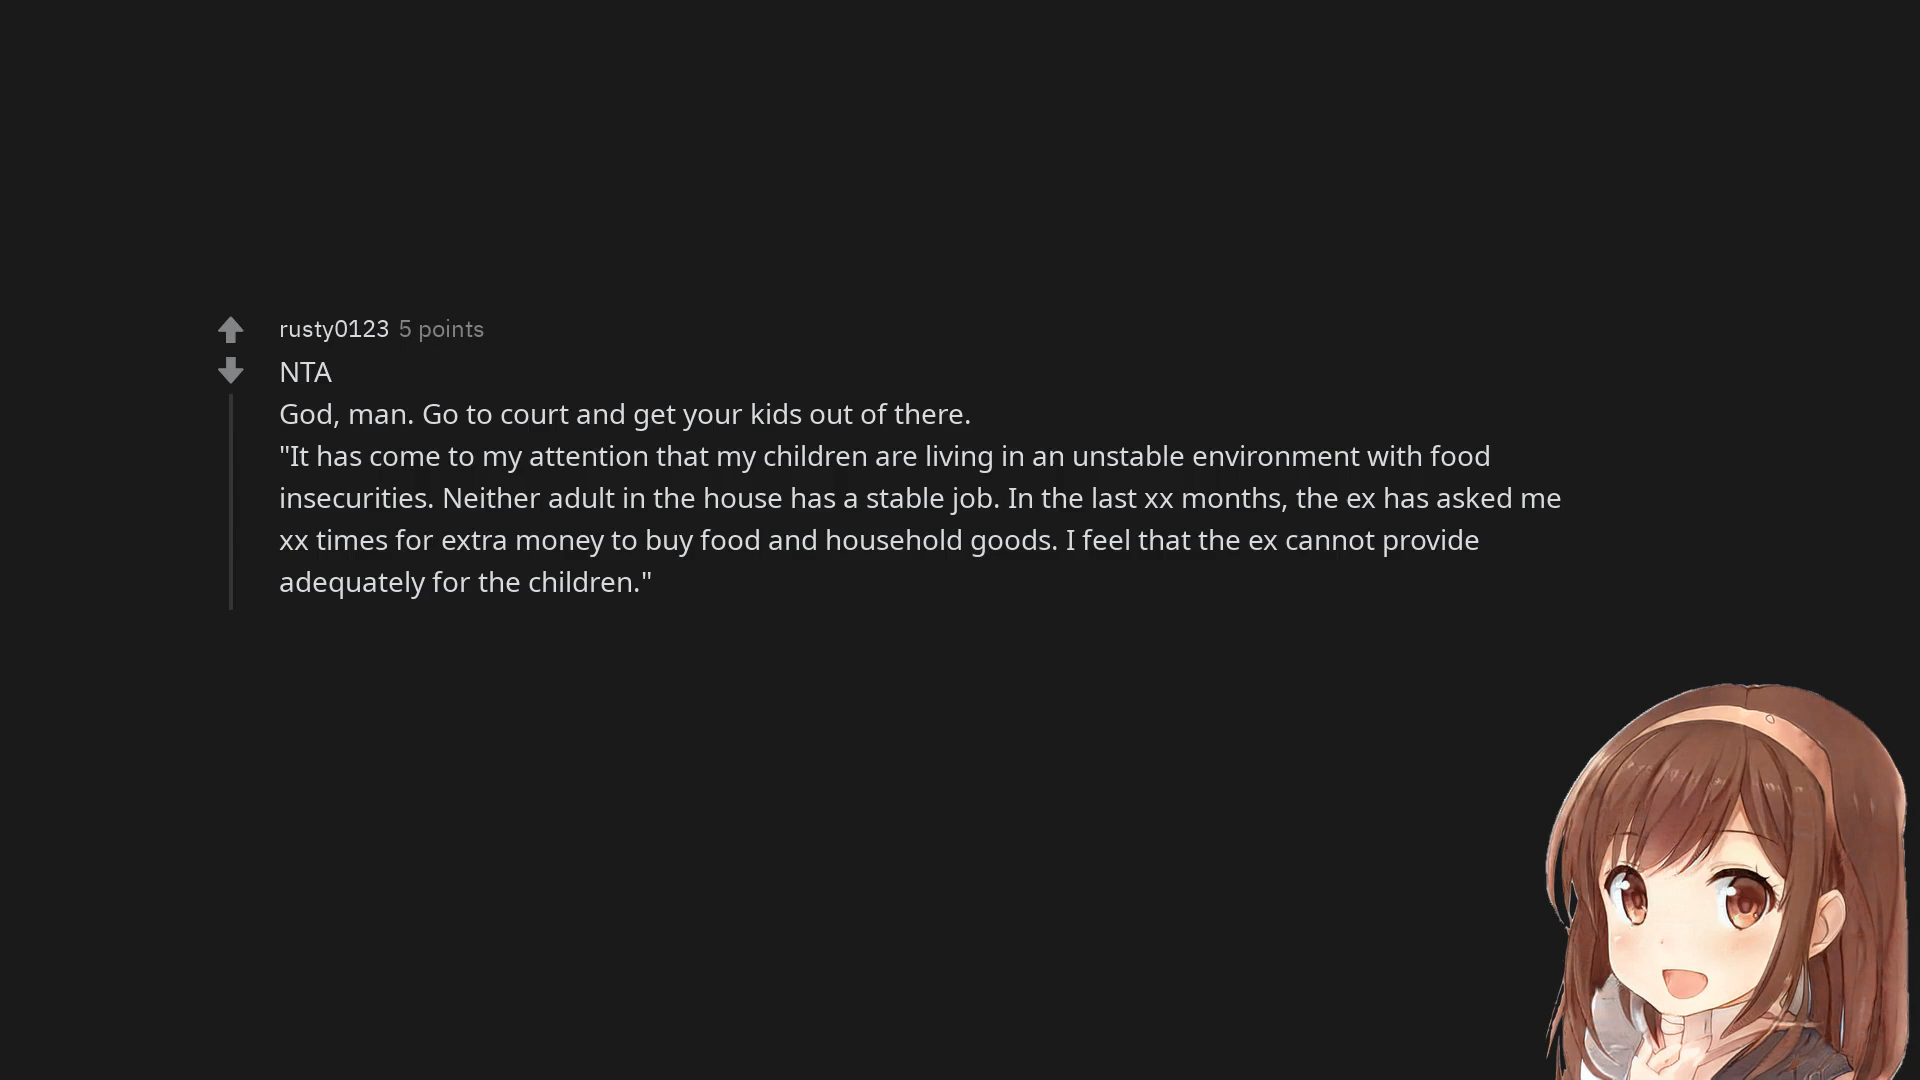 rusty0123 5 points
NTA
God, man. Go to court and get your kids out of there.
"It has come to my attention that my children are living in an unstable environment with food
insecurities. Neither adult in the house has a stable job. In the last xx months, the ex has asked me
xx times for extra money to buy food and household goods. I feel that the ex cannot provide
adequately for the children."